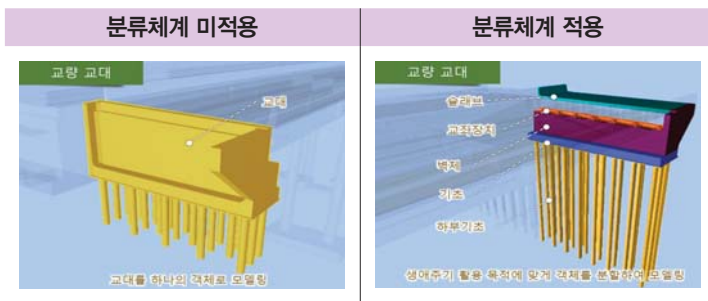 분류체계 미적용
분류체계 적용
교량 교대
교대
교대를 하나의 객체로 모델링
교량 교대
슬래브
교좌장치
벽체
기초
하부기초
생애주기 활용 목적에 맞게 객체를 분할하여 모델링